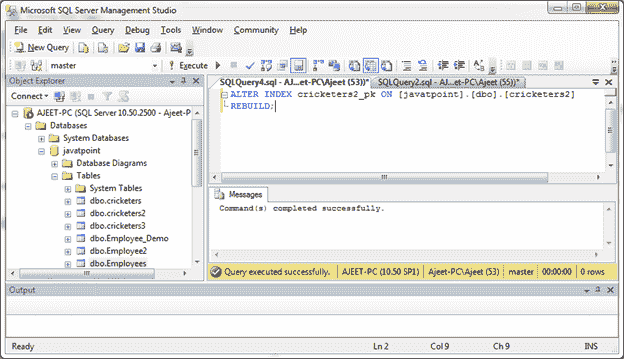 Microsoft SQL Server Management Studio
File Edit View Query Debug Tools Window Community Help
New Query
master
Execute
Object Explorer
Connect
AJEET-PC (SQL Server 10.50.2500 - Ajeet-P
Databases
System Databases
javatpoint
Database Diagrams
Tables
System Tables
dbo.cricketers
dbo.cricketers2
dbo.cricketers3
dbo.Employee_Demo
dbo.Employee2
dbo.Employees
SQLQuery4.sql - AJ...et-PC\Ajeet (53))*
SQLQuery2.sql - AJ...et-PC\Ajeet (55))*
ALTER INDEX cricketers2_pk ON [javatpoint].[dbo].[cricketers2]
REBUILD;
Messages
Command(s) completed successfully.
Query executed successfully.
AJEET-PC (10.50 SP1)
Ajeet-PC\Ajeet (53)
master
00:00:00
0 rows
Output
Ready
Ln 2
Col 9
Ch 9
INS